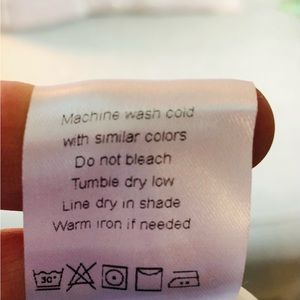 Machine wash cold
with similar colors
Do not bleach
Tumble dry low
Line dry in shade
Warm iron if needed
30°